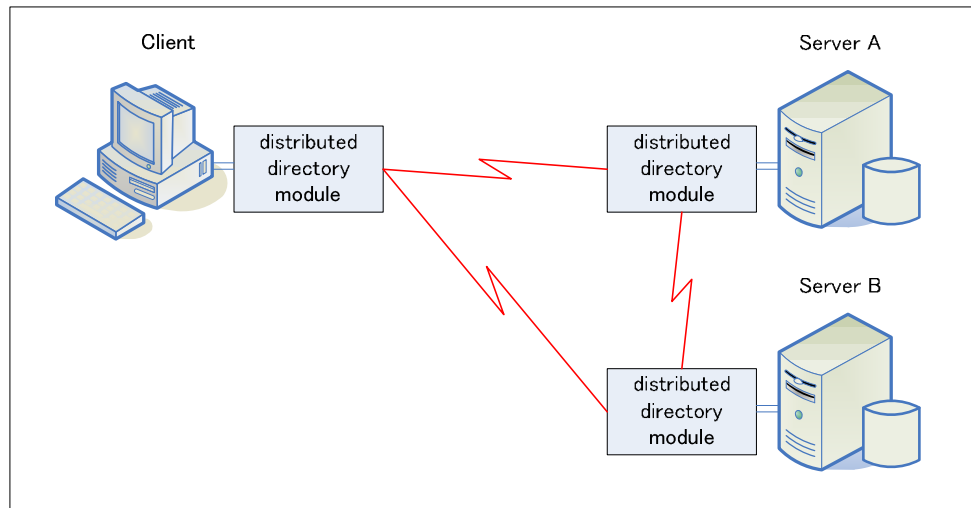 Client
Server A
distributed
directory
module
distributed
directory
module
Server B
distributed
directory
module